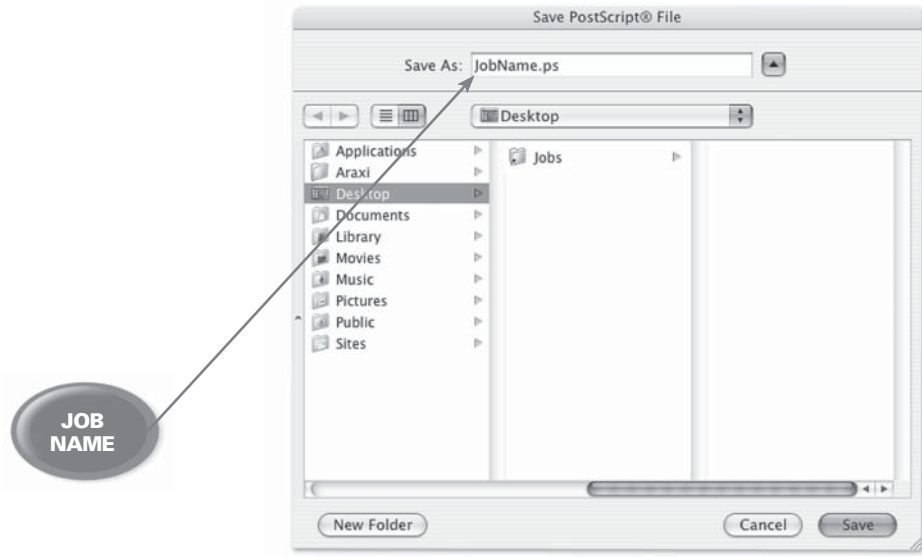 Save PostScript® File
Save As: JobName.ps
Desktop
Applications
Araxi
Desktop
Documents
Library
Movies
Music
Pictures
Public
Sites
Jobs
JOB
NAME
New Folder
Cancel
Save